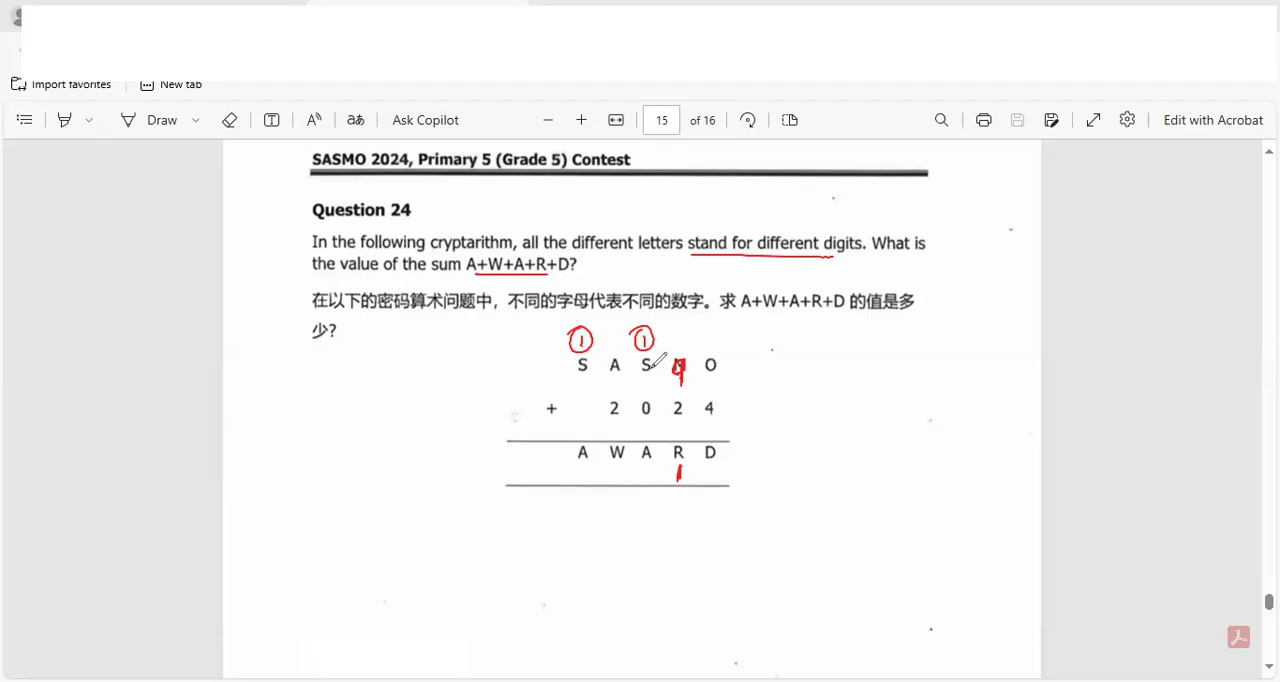 Import favorites New tab
Draw aあ Ask Copilot 15 of 16 Edit with Acrobat
SASMO 2024, Primary 5 (Grade 5) Contest
Question 24
In the following cryptarithm, all the different letters stand for different digits. What is
the value of the sum A+W+A+R+D?
在以下的密码算术问题中，不同的字母代表不同的数字。求 A+W+A+R+D 的值是多
少?
1 1
S A S 9 O
+ 2 0 2 4
A W A R D
1